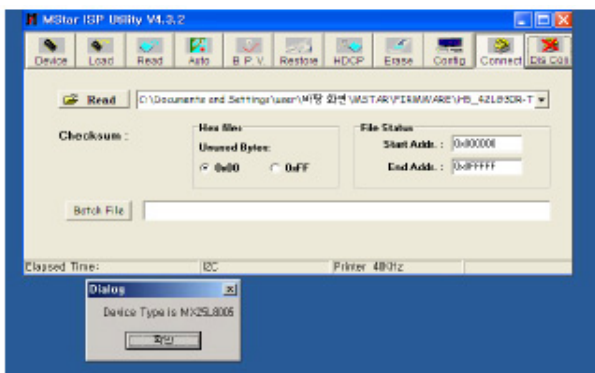 MStar ISP Utility V4.3.2
Device Load Read Auto B.P.V. Restore HDCP Erase Config Connect Dis Con
Read C:\Documents and Settings\user\바탕 화면\MSTAR\FIRMWARE\
Checksum :
Hex files
Unused Bytes:
0x00 0xFF
File Status
Start Addr. : 0x000000
End Addr. :
Batch File
Elapsed Time: I2C Printer
Dialog
Device Type is MX25L8005
확인